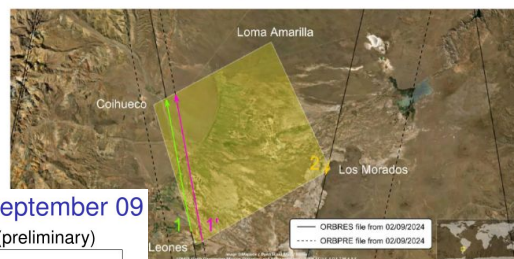 Loma Amarilla
Coihueco
Los Morados
September 09
(preliminary)
1 1'
Leones
ORBRES file from 02/09/2024
ORBPRE file from 02/09/2024